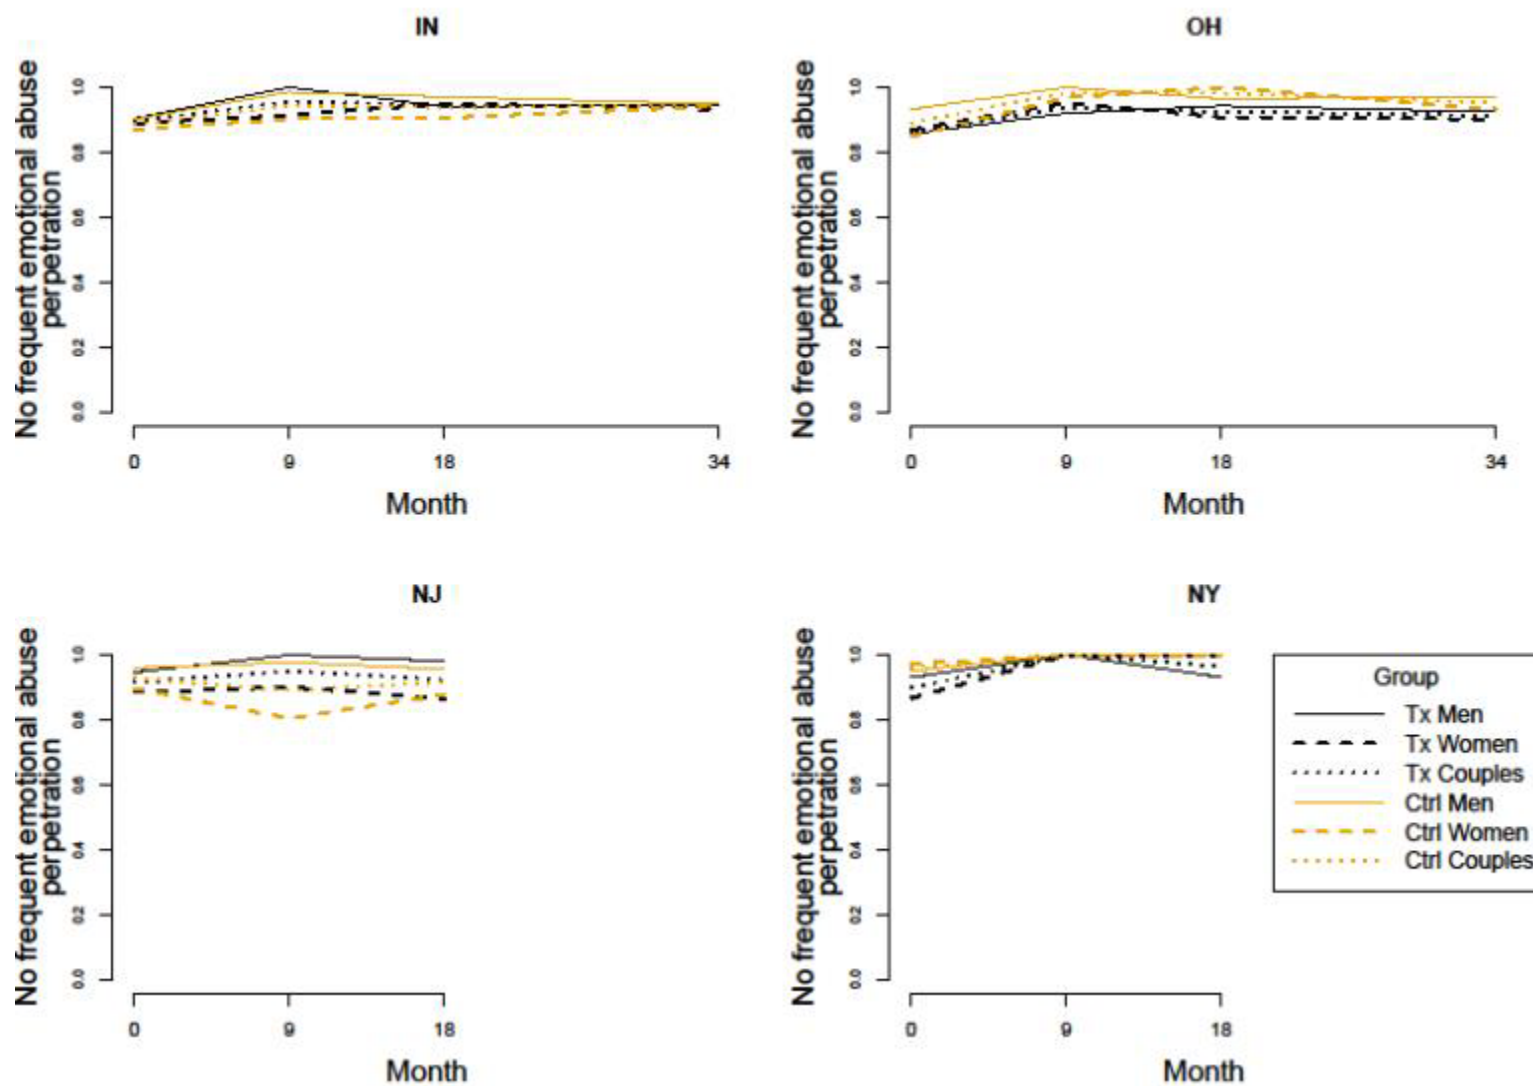 IN
No frequent emotional abuse
perpetration
0.0 0.2 0.4 0.6 0.8 1.0
0 9 18 34
Month
OH
No frequent emotional abuse
perpetration
0.0 0.2 0.4 0.6 0.8 1.0
0 9 18 34
Month
NJ
No frequent emotional abuse
perpetration
0.0 0.2 0.4 0.6 0.8 1.0
0 9 18
Month
NY
No frequent emotional abuse
perpetration
0.0 0.2 0.4 0.6 0.8 1.0
0 9 18
Month
Group
Tx Men
Tx Women
Tx Couples
Ctrl Men
Ctrl Women
Ctrl Couples